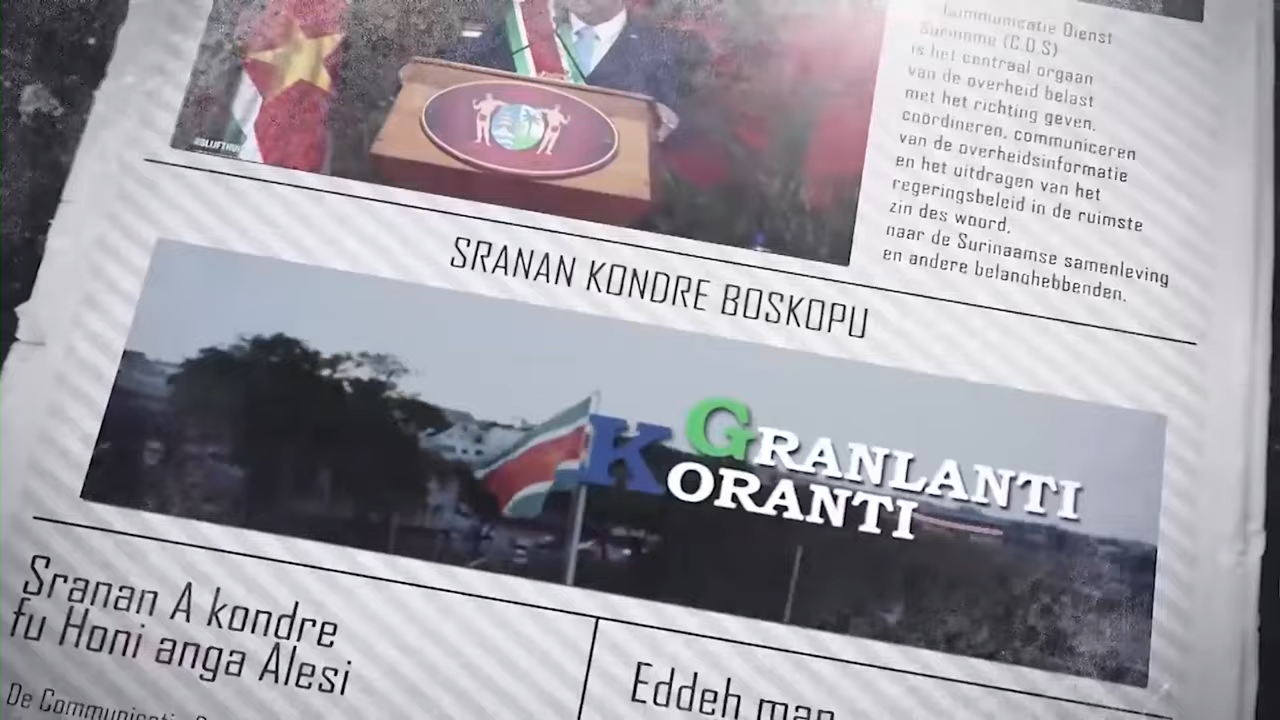 Communicatie Dienst
Suriname (C.D.S)
is het centraal orgaan
van de overheid belast
met het richting geven,
coördineren, communiceren
van de overheidsinformatie
en het uitdragen van het
regeringsbeleid in de ruimste
zin des woord,
naar de Surinaamse samenleving
en andere belanghebbenden.
SRANAN KONDRE BOSKOPU
GRANLANTI
KORANTI
Sranan A kondre
fu Honi anga Alesi
De
Eddeh man